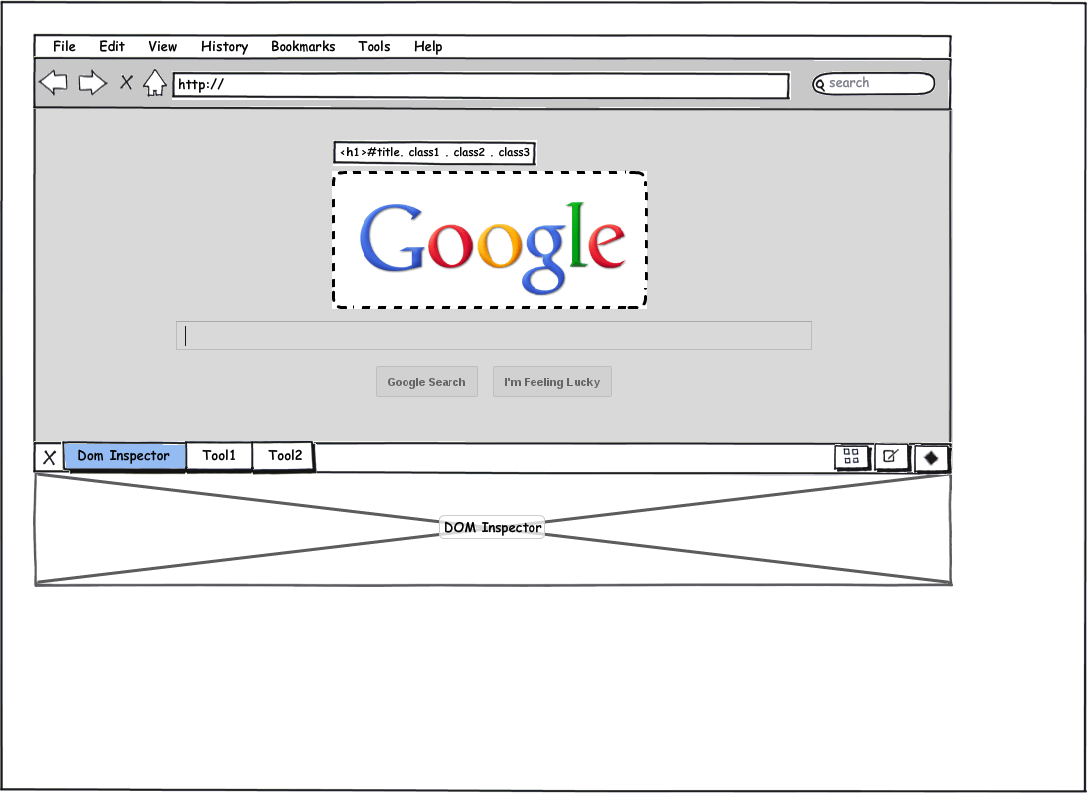 File Edit View History Bookmarks Tools Help
X http:// search
<h1>#title. class1 . class2 . class3
Google
Google Search I'm Feeling Lucky
X Dom Inspector Tool1 Tool2
DOM Inspector